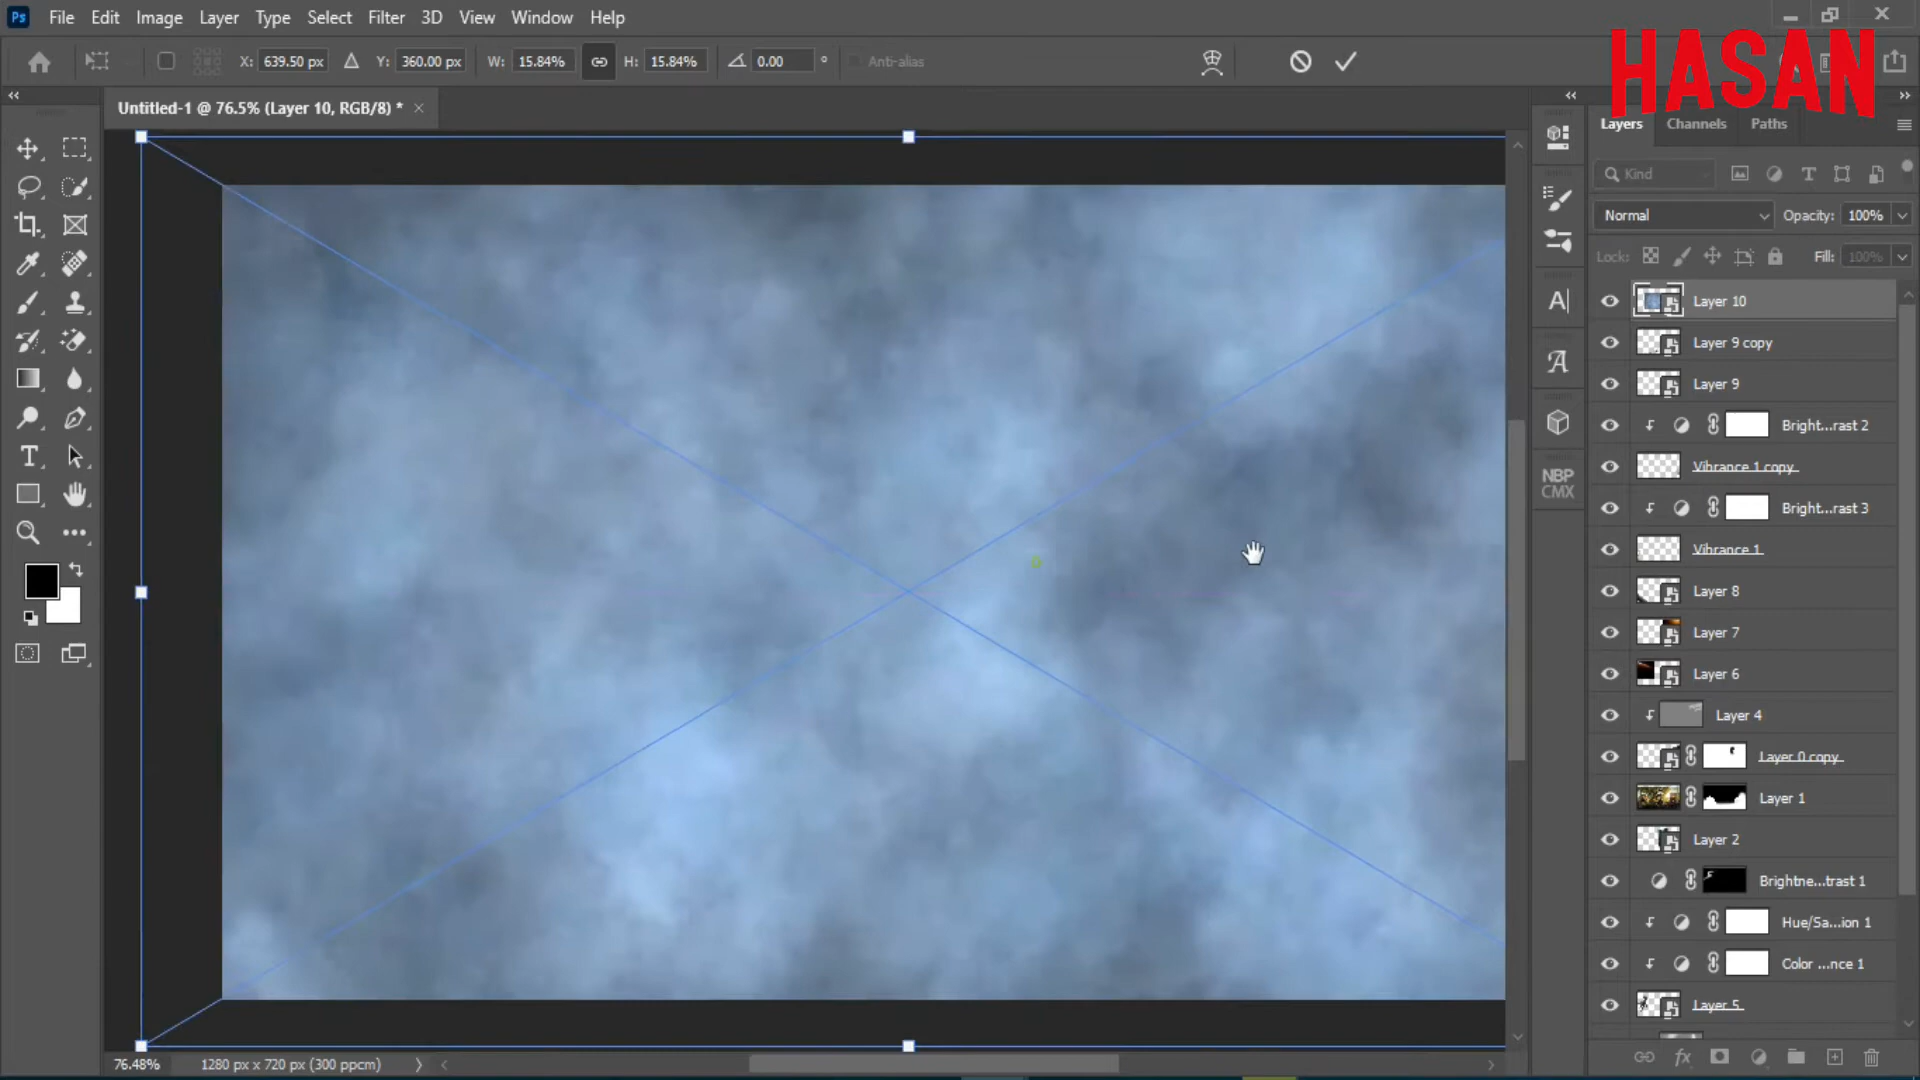 Ps File Edit Image Layer Type Select Filter 3D View Window Help
X: 639.50 px Y: 360.00 px W: 15.84% H: 15.84% 0.00 ° Anti-alias
HASAN
Untitled-1 @ 76.5% (Layer 10, RGB/8) * ×
Layers Channels Paths
Kind
Normal Opacity: 100%
Lock: Fill: 100%
Layer 10
Layer 9 copy
Layer 9
Bright...rast 2
Vibrance 1 copy
NBP
CMX
Bright...rast 3
Vibrance 1
Layer 8
Layer 7
Layer 6
Layer 4
Layer 0 copy
Layer 1
Layer 2
Brightne...trast 1
Hue/Sa...ion 1
Color ...nce 1
Layer 5
76.48% 1280 px x 720 px (300 ppcm)
fx